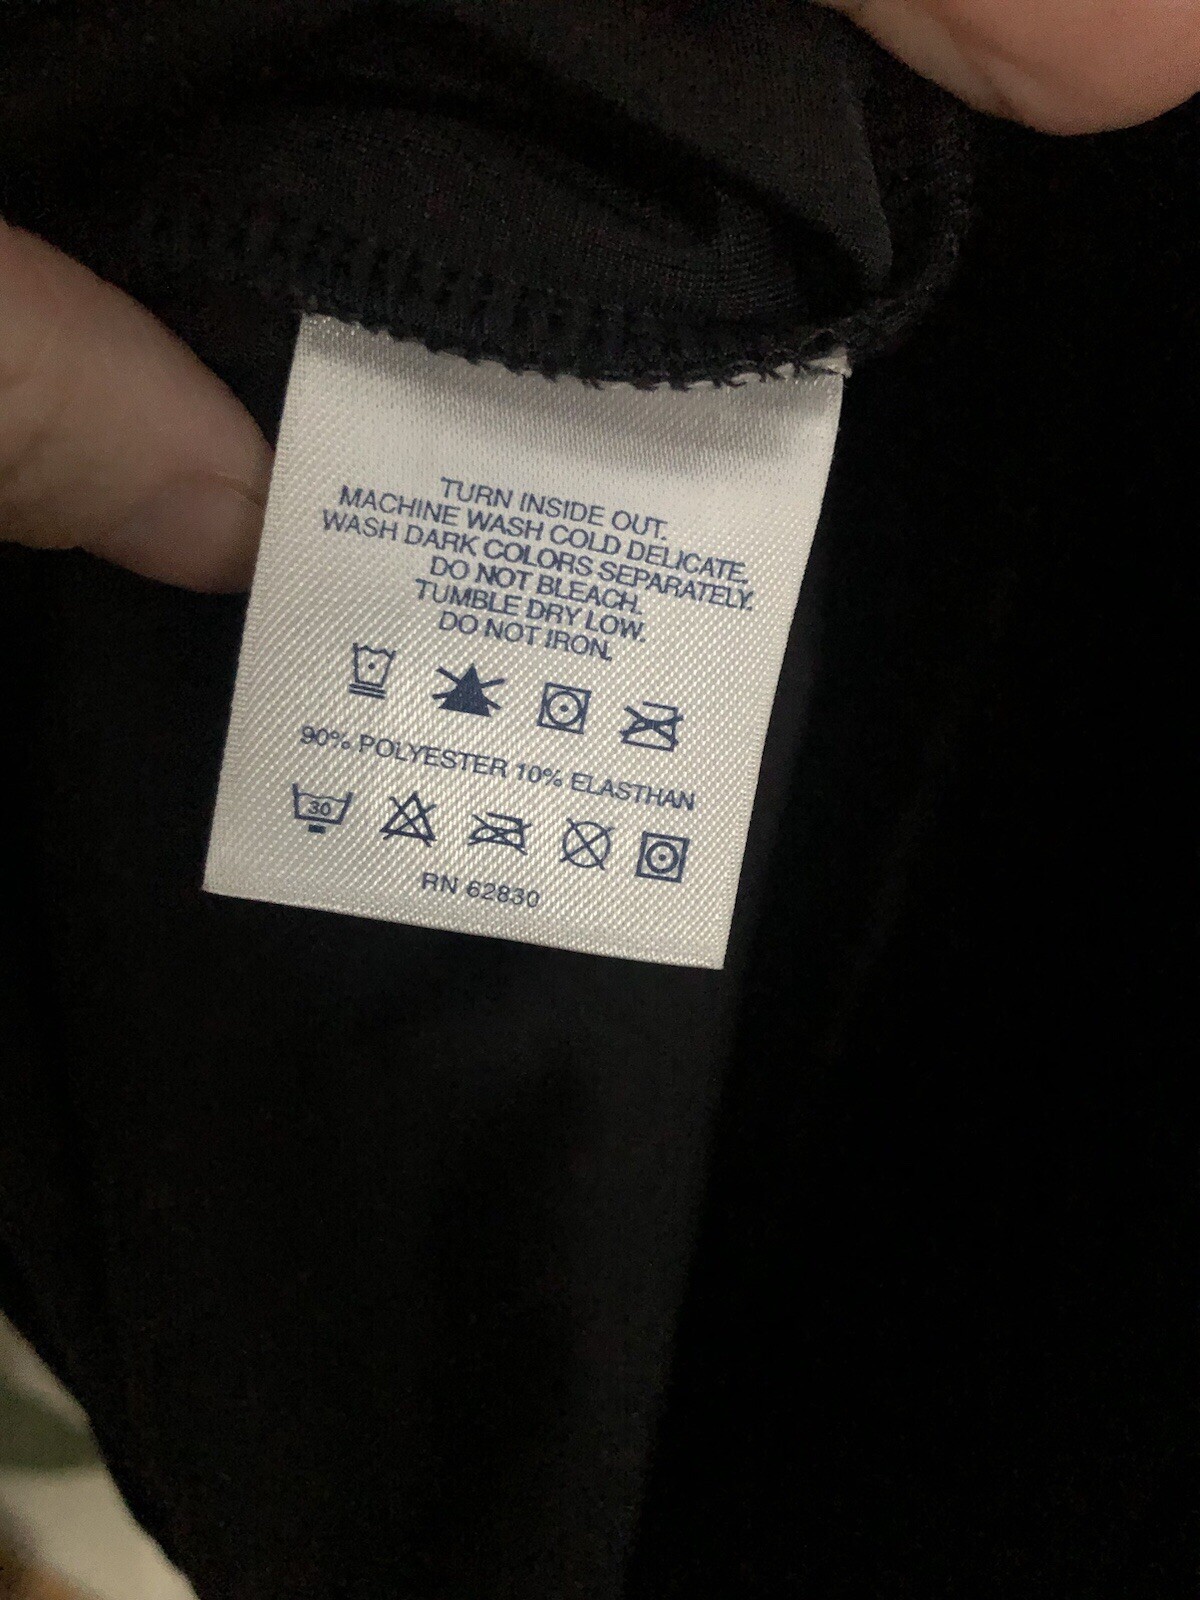 TURN INSIDE OUT.
MACHINE WASH COLD DELICATE.
WASH DARK COLORS SEPARATELY.
DO NOT BLEACH.
TUMBLE DRY LOW.
DO NOT IRON.
90% POLYESTER 10% ELASTHAN
30
RN 62830